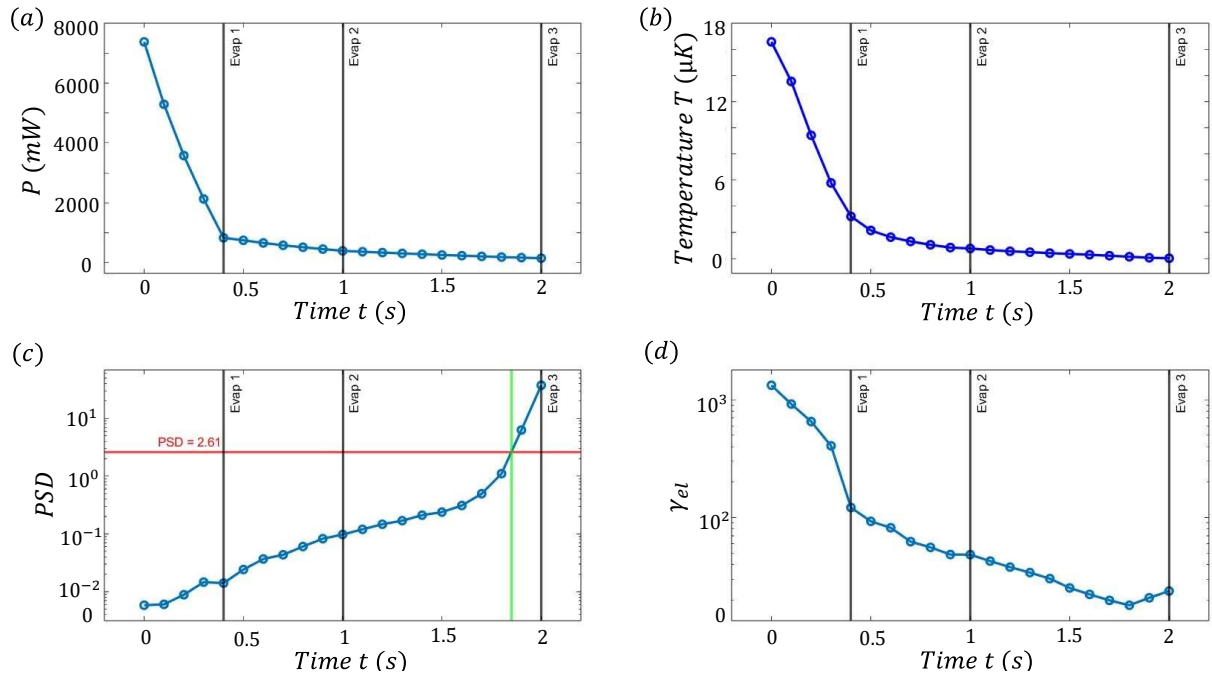 (a)
8000
6000
4000
2000
0
P (mW)
Evap 1
Evap 2
Evap 3
0
0.5
1
1.5
2
Time t (s)
(b)
18
12
6
0
Temperature T (μK)
Evap 1
Evap 2
Evap 3
0
0.5
1
1.5
2
Time t (s)
(c)
10¹
10⁰
10⁻¹
10⁻²
0
PSD
PSD = 2.61
Evap 1
Evap 2
Evap 3
0
0.5
1
1.5
2
Time t (s)
(d)
10³
10²
0
γel
Evap 1
Evap 2
Evap 3
0
0.5
1
1.5
2
Time t (s)